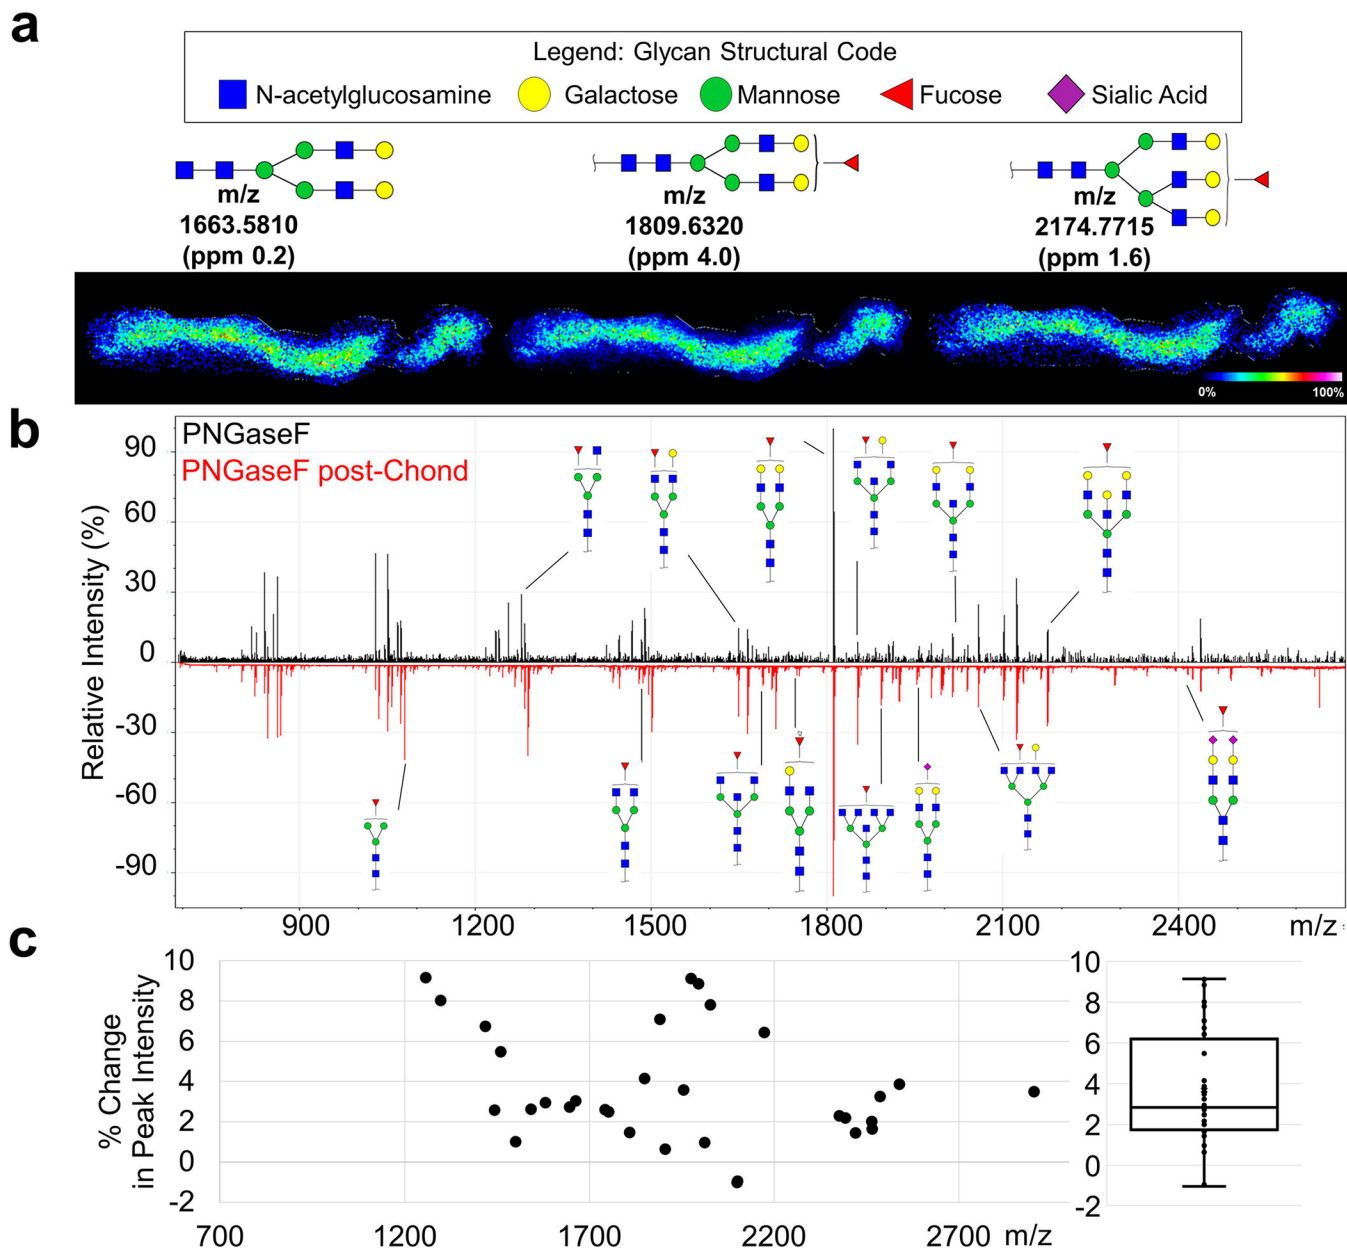 a
Legend: Glycan Structural Code
N-acetylglucosamine Galactose Mannose Fucose Sialic Acid
m/z m/z m/z
1663.5810 1809.6320 2174.7715
(ppm 0.2) (ppm 4.0) (ppm 1.6)
0% 100%
b
PNGaseF
PNGaseF post-Chond
Relative Intensity (%)
90
60
30
0
-30
-60
-90
900 1200 1500 1800 2100 2400 m/z
c
% Change
in Peak Intensity
10
8
6
4
2
0
-2
700 1200 1700 2200 2700 m/z
10
8
6
4
2
0
-2